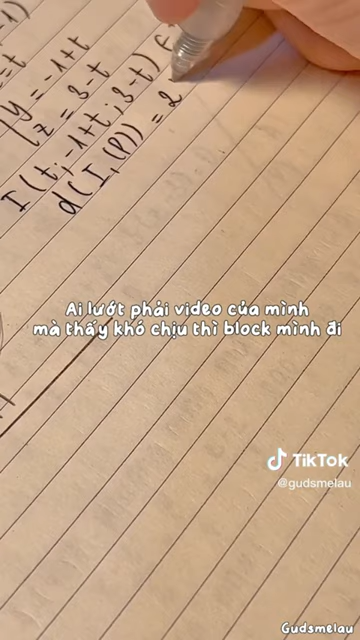 y = -1+t
z = 3-t
I (t; -1+t; 3-t)
d(I,(P)) = 2
Ai lướt phải video của mình
mà thấy khó chịu thì block mình đi
TikTok
@gudsmelau
Gudsmelau